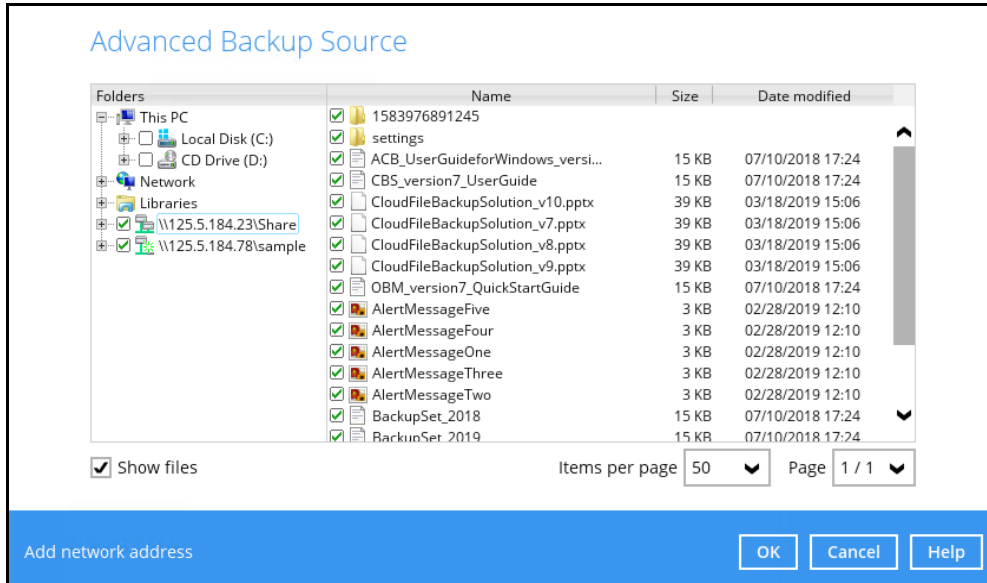 Advanced Backup Source
Folders Name Size Date modified
This PC
Local Disk (C:)
CD Drive (D:)
Network
Libraries
\\125.5.184.23\Share
\\125.5.184.78\sample
1583976891245
settings
ACB_UserGuideforWindows_versi... 15 KB 07/10/2018 17:24
CBS_version7_UserGuide 15 KB 07/10/2018 17:24
CloudFileBackupSolution_v10.pptx 39 KB 03/18/2019 15:06
CloudFileBackupSolution_v7.pptx 39 KB 03/18/2019 15:06
CloudFileBackupSolution_v8.pptx 39 KB 03/18/2019 15:06
CloudFileBackupSolution_v9.pptx 39 KB 03/18/2019 15:06
OBM_version7_QuickStartGuide 15 KB 07/10/2018 17:24
AlertMessageFive 3 KB 02/28/2019 12:10
AlertMessageFour 3 KB 02/28/2019 12:10
AlertMessageOne 3 KB 02/28/2019 12:10
AlertMessageThree 3 KB 02/28/2019 12:10
AlertMessageTwo 3 KB 02/28/2019 12:10
BackupSet_2018 15 KB 07/10/2018 17:24
BackupSet_2019 15 KB 07/10/2018 17:24
Show files Items per page 50 Page 1 / 1
Add network address OK Cancel Help